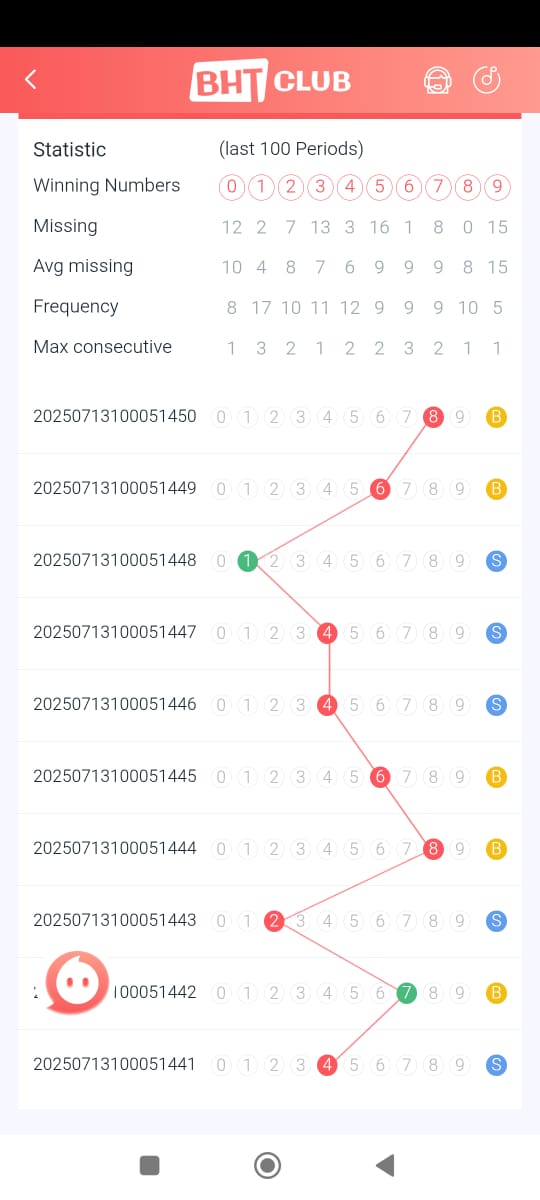 BHT CLUB
Statistic (last 100 Periods)
Winning Numbers 0 1 2 3 4 5 6 7 8 9
Missing 12 2 7 13 3 16 1 8 0 15
Avg missing 10 4 8 7 6 9 9 9 8 15
Frequency 8 17 10 11 12 9 9 9 10 5
Max consecutive 1 3 2 1 2 2 3 2 1 1
20250713100051450 0 1 2 3 4 5 6 7 8 9 B
20250713100051449 0 1 2 3 4 5 6 7 8 9 B
20250713100051448 0 1 2 3 4 5 6 7 8 9 S
20250713100051447 0 1 2 3 4 5 6 7 8 9 S
20250713100051446 0 1 2 3 4 5 6 7 8 9 S
20250713100051445 0 1 2 3 4 5 6 7 8 9 B
20250713100051444 0 1 2 3 4 5 6 7 8 9 B
20250713100051443 0 1 2 3 4 5 6 7 8 9 S
100051442 0 1 2 3 4 5 6 7 8 9 B
20250713100051441 0 1 2 3 4 5 6 7 8 9 S